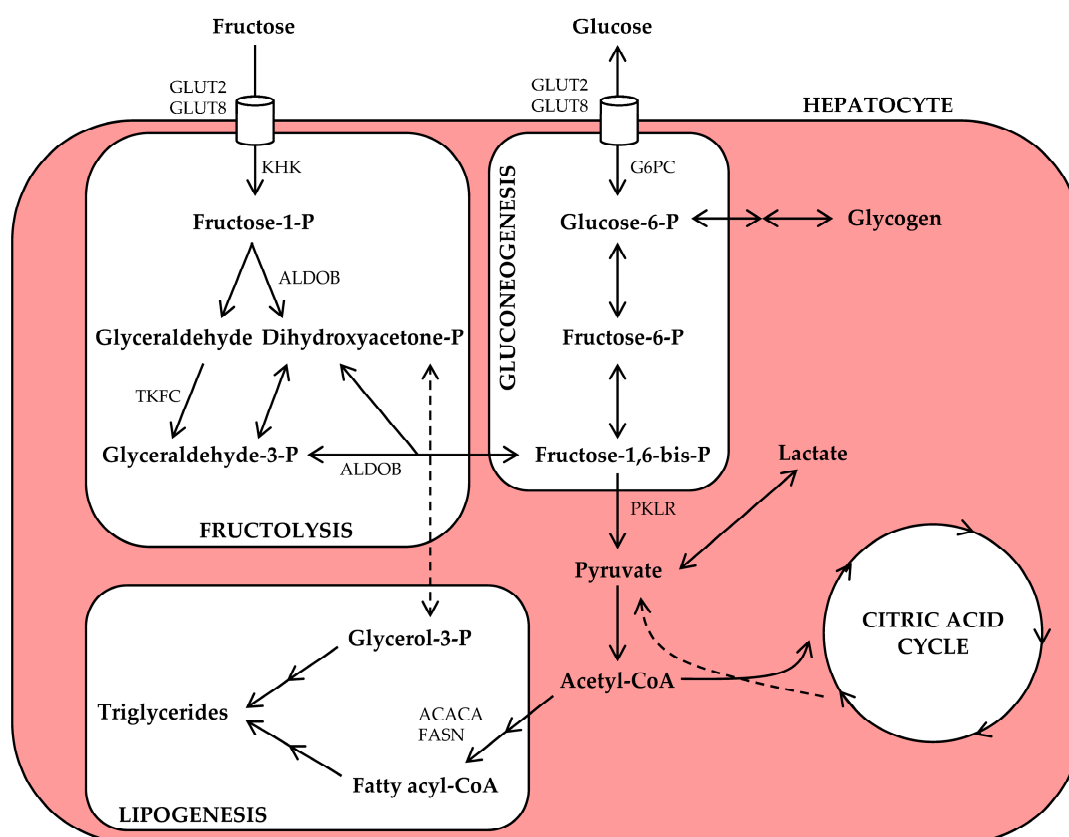 Fructose
Glucose
GLUT2
GLUT8
GLUT2
GLUT8
HEPATOCYTE
KHK
G6PC
GLUCONEOGENESIS
Fructose-1-P
Glucose-6-P
Glycogen
ALDOB
Glyceraldehyde
Dihydroxyacetone-P
Fructose-6-P
TKFC
Glyceraldehyde-3-P
ALDOB
Fructose-1,6-bis-P
Lactate
FRUCTOLYSIS
PKLR
Pyruvate
CITRIC ACID
CYCLE
Glycerol-3-P
Acetyl-CoA
Triglycerides
ACACA
FASN
Fatty acyl-CoA
LIPOGENESIS